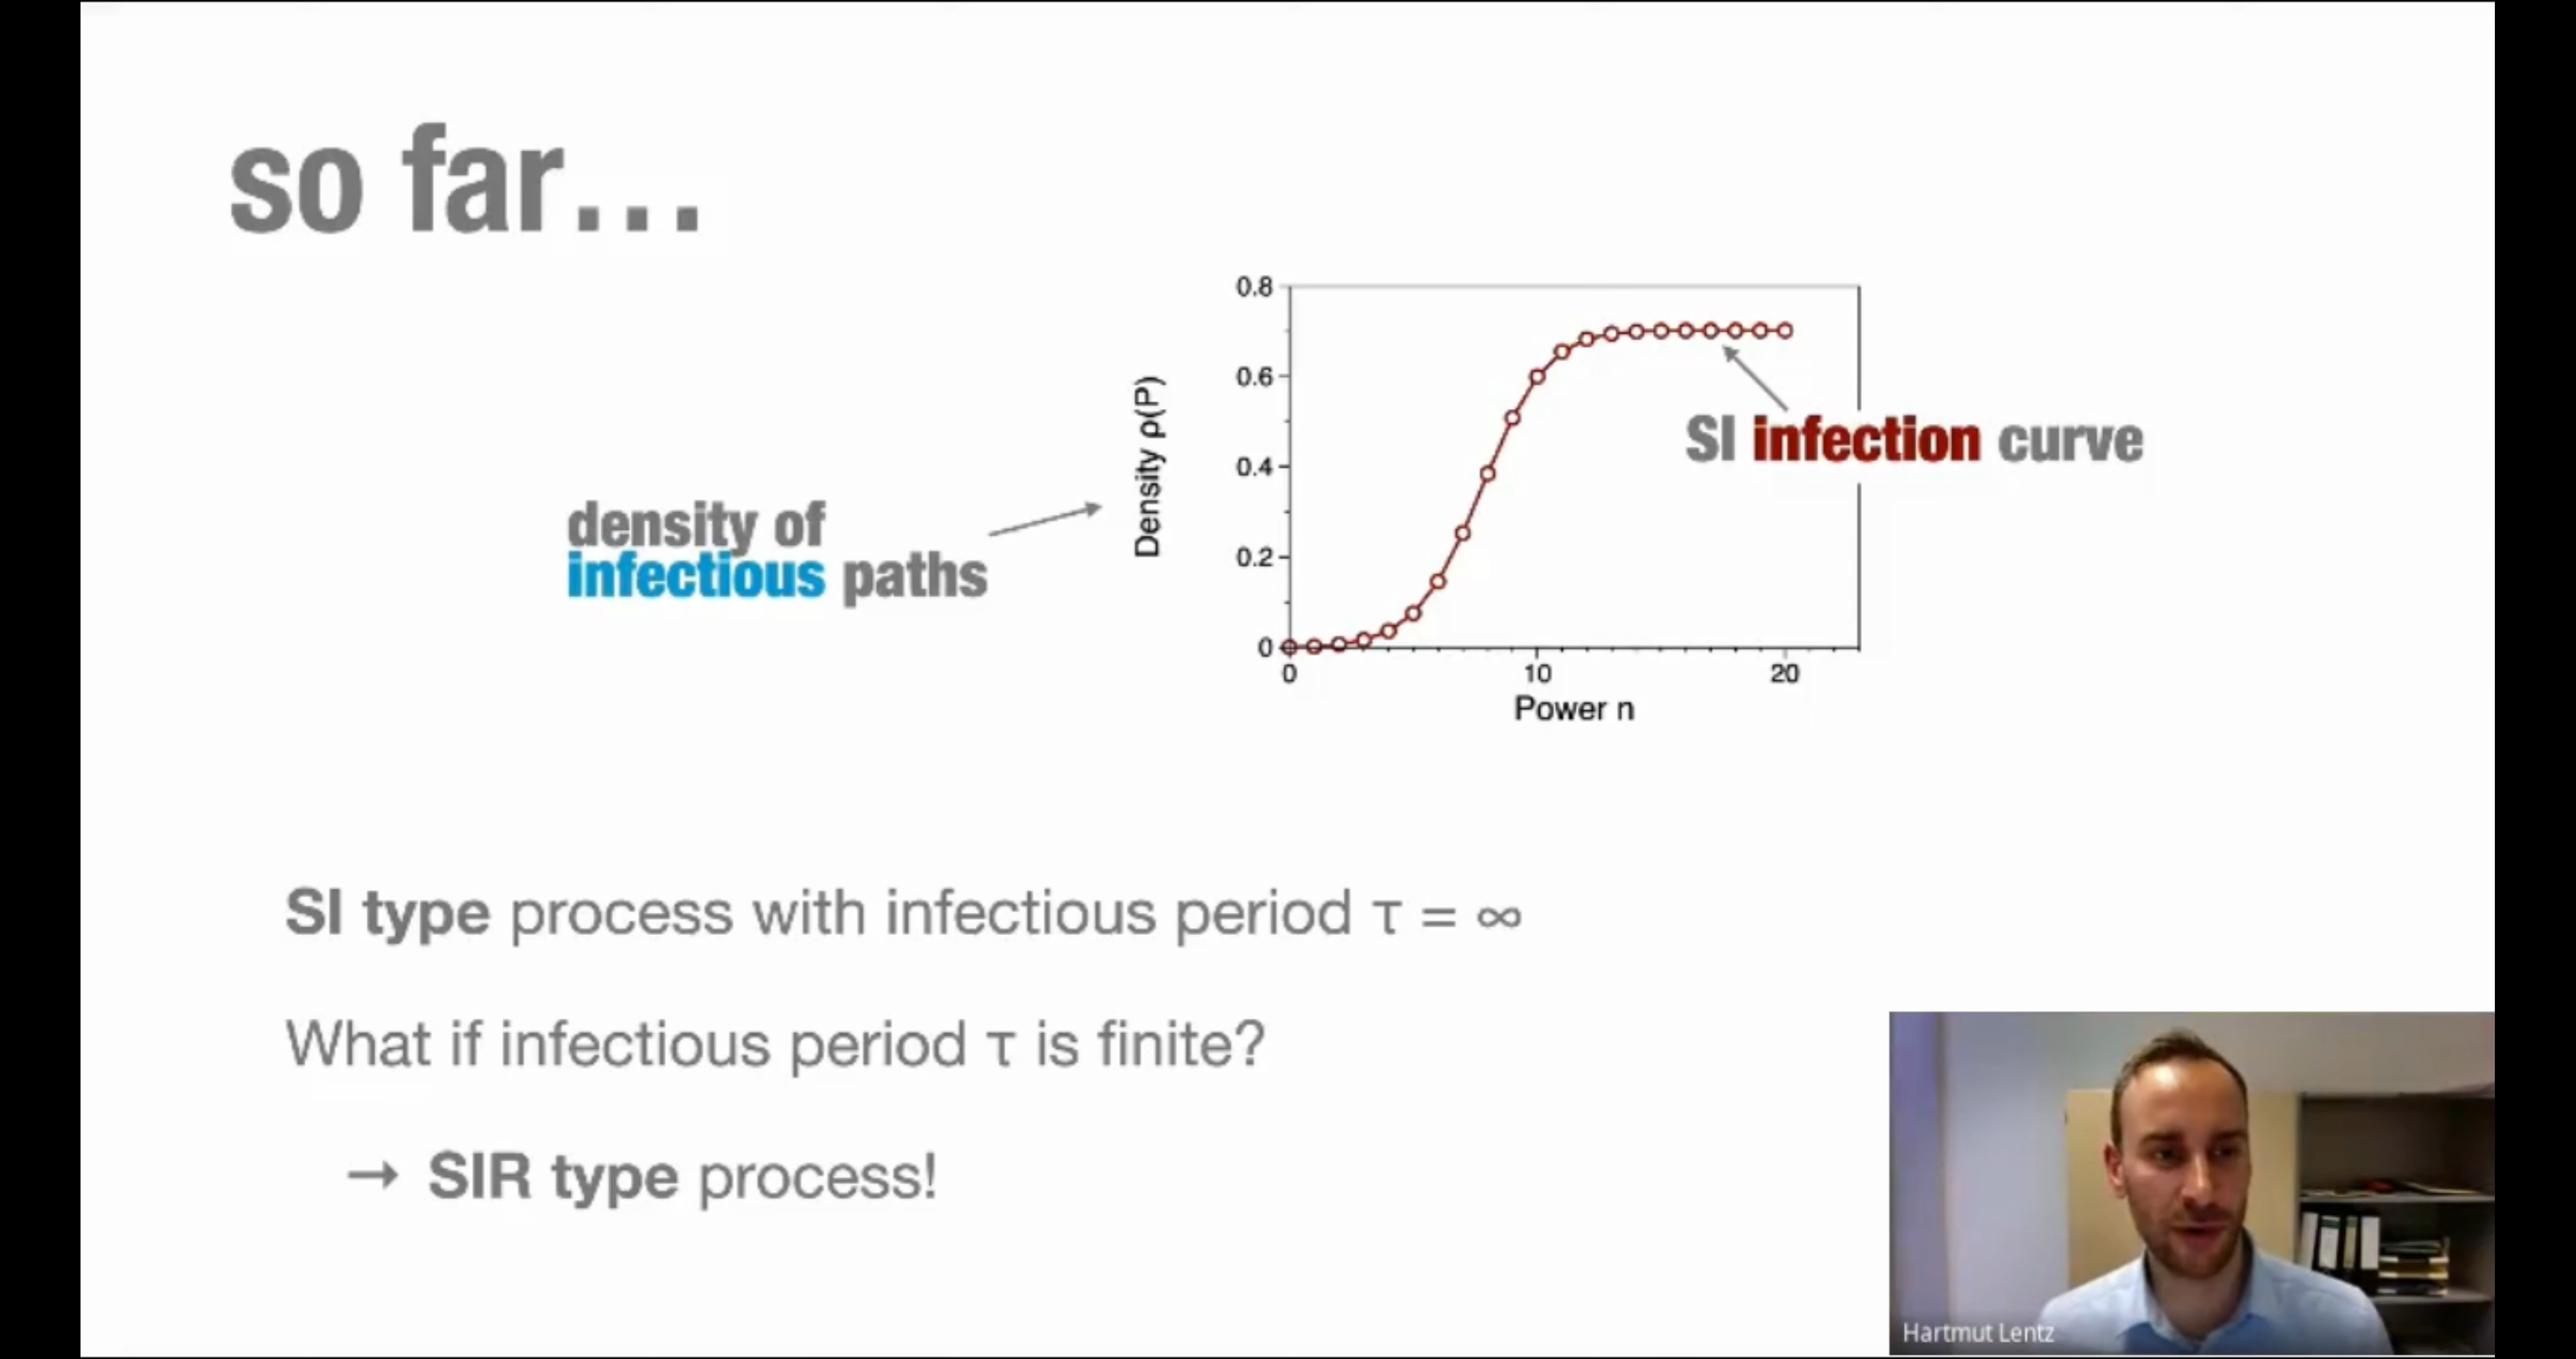 so far...
0.8
0.6
0.4
0.2
0
0
10
20
Density ρ(P)
Power n
SI infection curve
density of
infectious paths
SI type process with infectious period τ = ∞
What if infectious period τ is finite?
→ SIR type process!
Hartmut Lentz